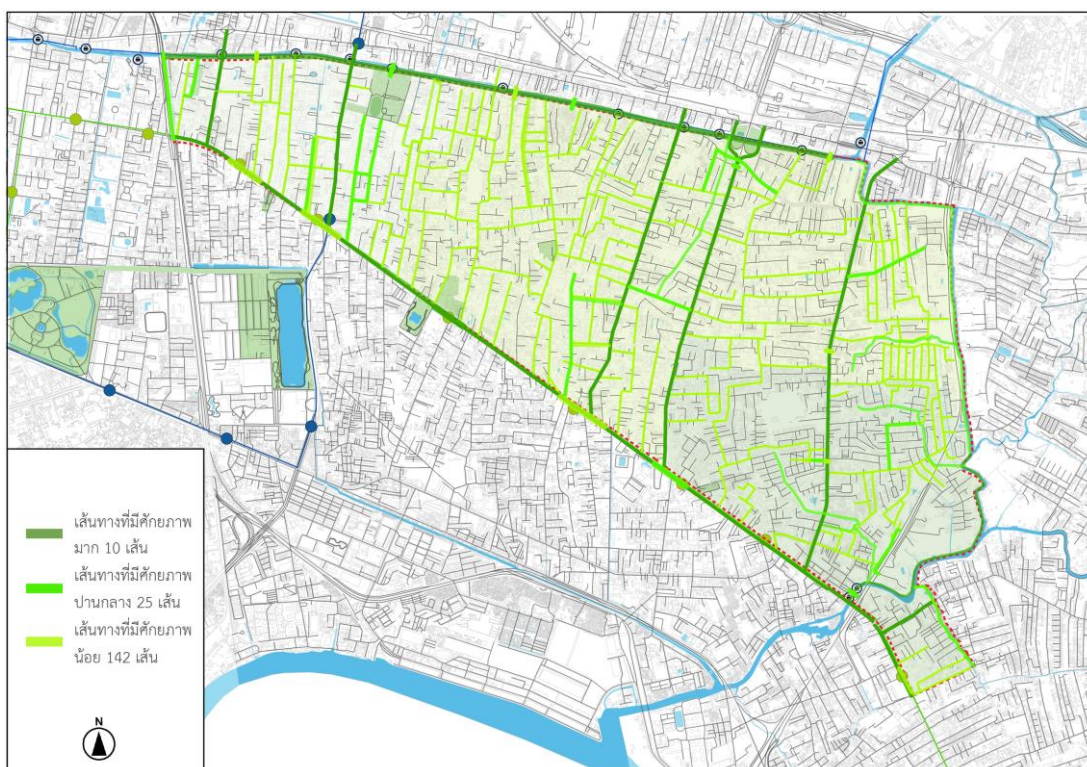 เส้นทางที่มีศักยภาพ
มาก 10 เส้น
เส้นทางที่มีศักยภาพ
ปานกลาง 25 เส้น
เส้นทางที่มีศักยภาพ
น้อย 142 เส้น
N